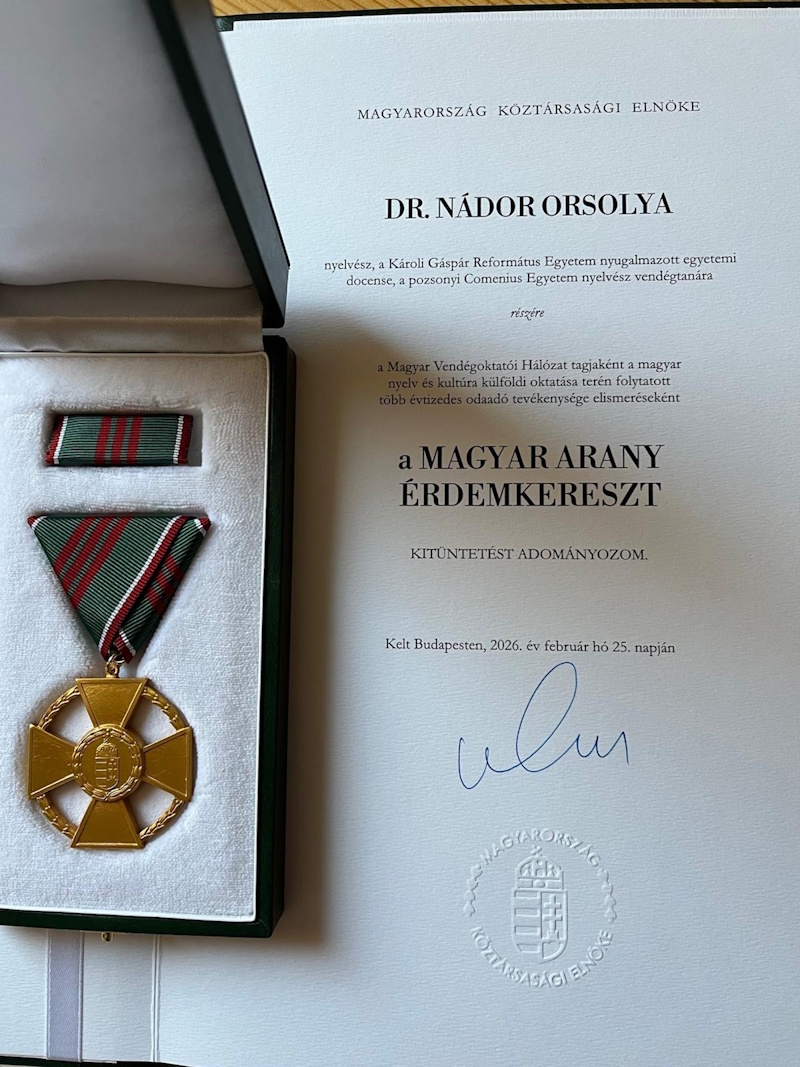 MAGYARORSZÁG KÖZTÁRSASÁGI ELNÖKE
DR. NÁDOR ORSOLYA
nyelvész, a Károli Gáspár Református Egyetem nyugalmazott egyetemi
docense, a pozsonyi Comenius Egyetem nyelvész vendégtanára
részére
a Magyar Vendégoktatói Hálózat tagjaként a magyar
nyelv és kultúra külföldi oktatása terén folytatott
több évtizedes odaadó tevékenysége elismeréseként
a MAGYAR ARANY
ÉRDEMKERESZT
KITÜNTETÉST ADOMÁNYOZOM.
Kelt Budapesten, 2026. év február hó 25. napján
MAGYARORSZÁG
KÖZTÁRSASÁGI ELNÖKE